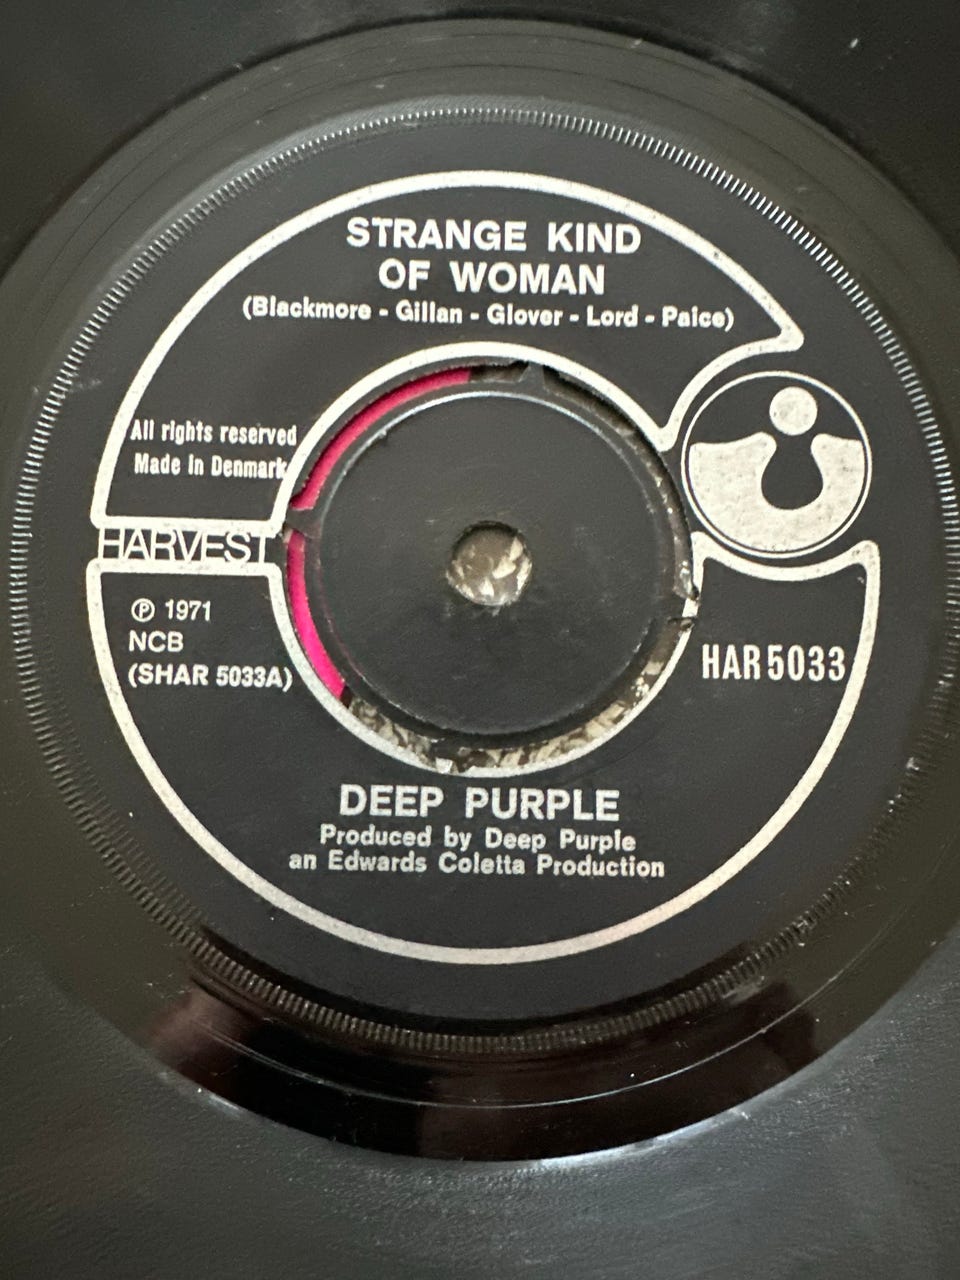 STRANGE KIND
OF WOMAN
(Blackmore - Gillan - Glover - Lord - Paice)
All rights reserved
Made in Denmark
HARVEST
℗ 1971
NCB
(SHAR 5033A)
HAR 5033
DEEP PURPLE
Produced by Deep Purple
an Edwards Coletta Production